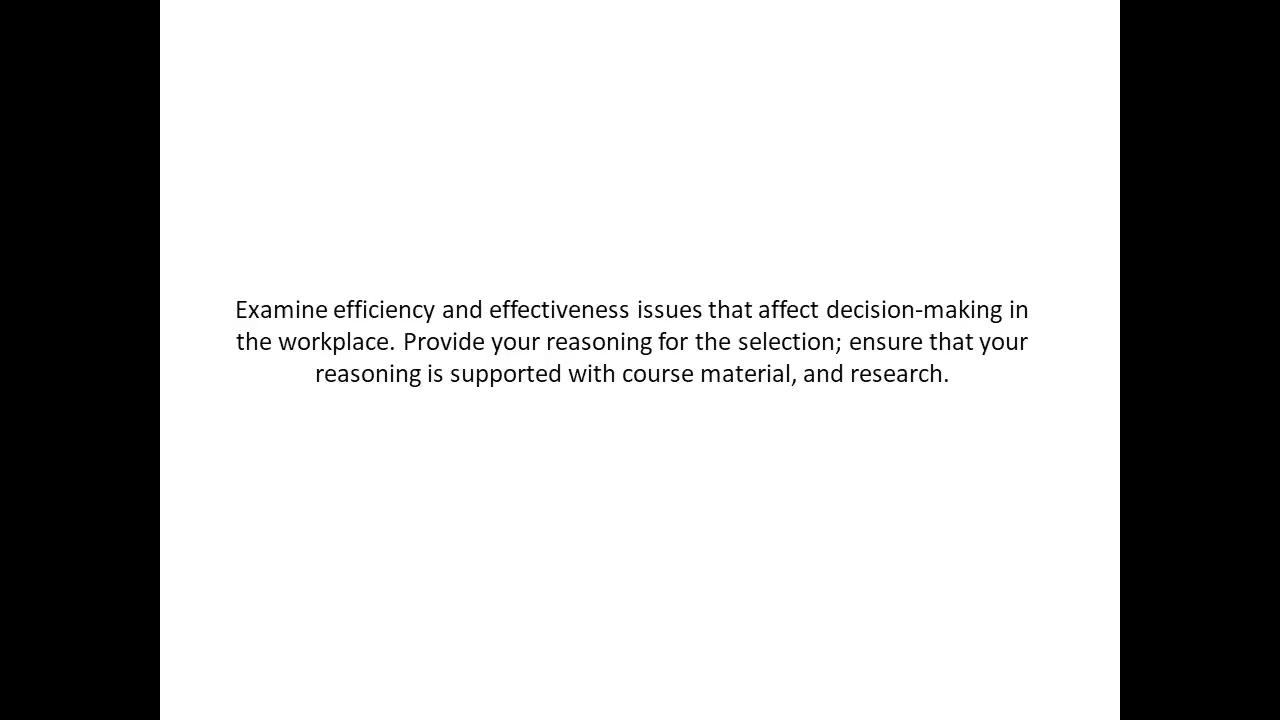 Examine efficiency and effectiveness issues that affect decision-making in
the workplace. Provide your reasoning for the selection; ensure that your
reasoning is supported with course material, and research.